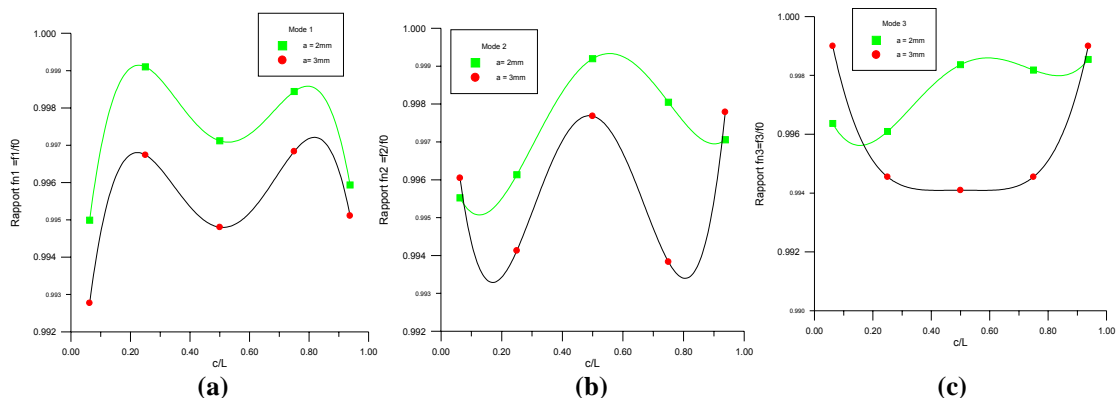 Mode 1
a = 2mm
a= 3mm
1.000
0.999
0.998
0.997
0.996
0.995
0.994
0.993
0.992
Rapport fn1 =f1/f0
0.00 0.20 0.40 0.60 0.80 1.00
c/L
(a)
Mode 2
a = 2mm
a = 3mm
1.000
0.999
0.998
0.997
0.996
0.995
0.994
0.993
0.992
Rapport fn2 =f2/f0
0.00 0.20 0.40 0.60 0.80 1.00
c/L
(b)
Mode 3
a = 2mm
a = 3mm
1.000
0.998
0.996
0.994
0.992
0.990
Rapport fn3=f3/f0
0.00 0.20 0.40 0.60 0.80 1.00
c/L
(c)